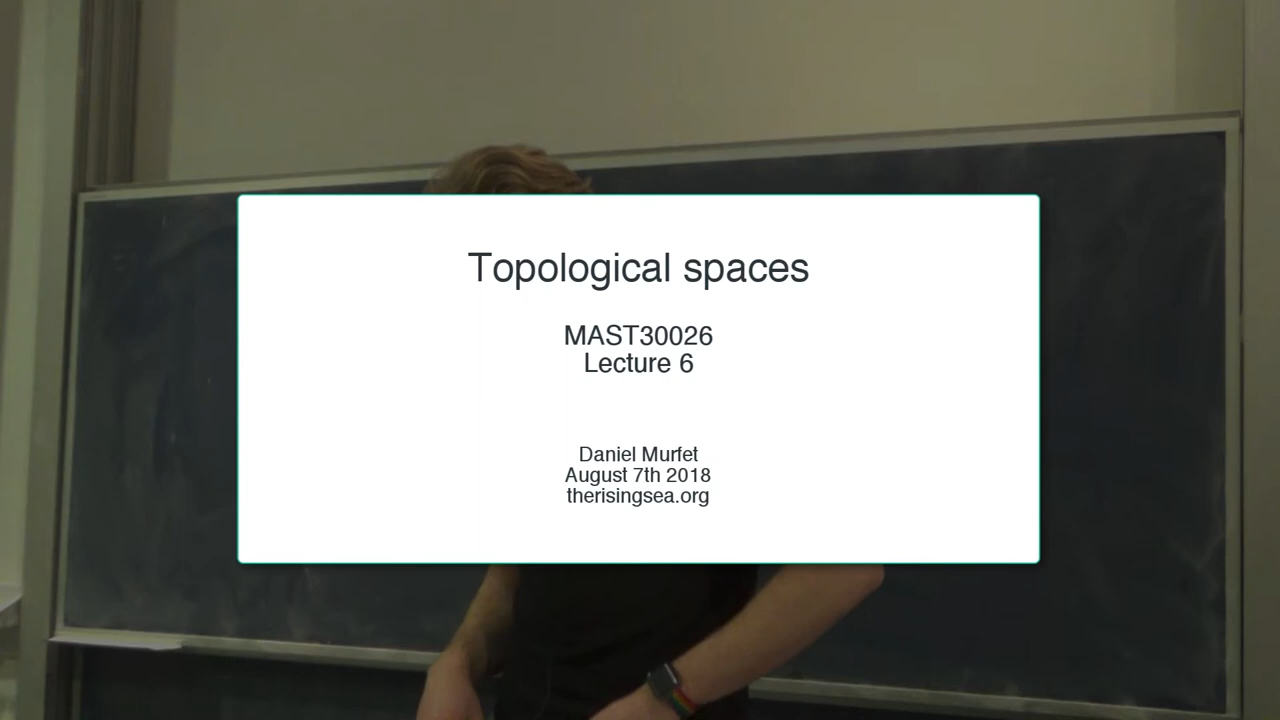 Topological spaces
MAST30026
Lecture 6
Daniel Murfet
August 7th 2018
therisingsea.org